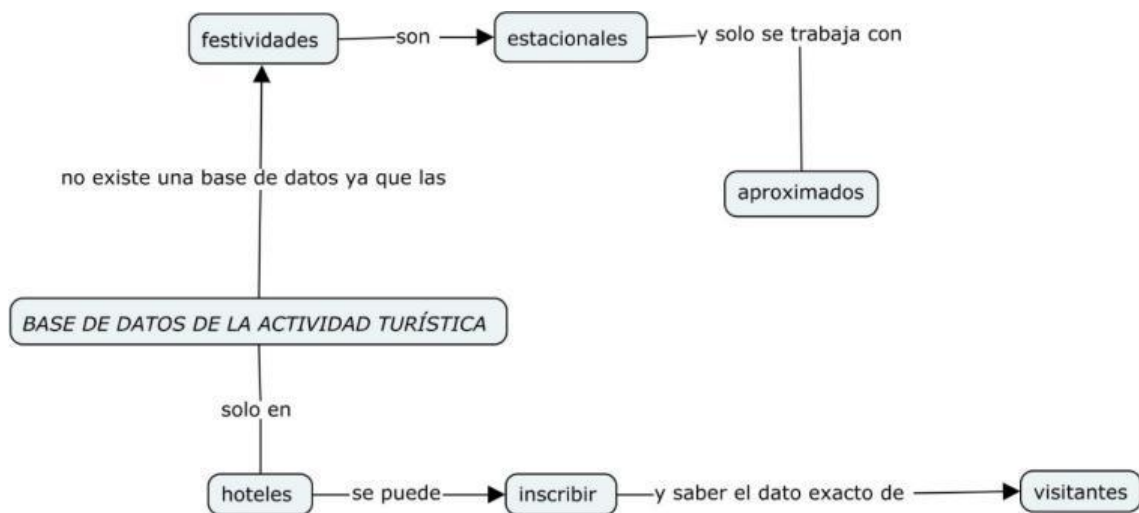 festividades son estacionales y solo se trabaja con
no existe una base de datos ya que las
aproximados
BASE DE DATOS DE LA ACTIVIDAD TURÍSTICA
solo en
hoteles se puede inscribir y saber el dato exacto de visitantes